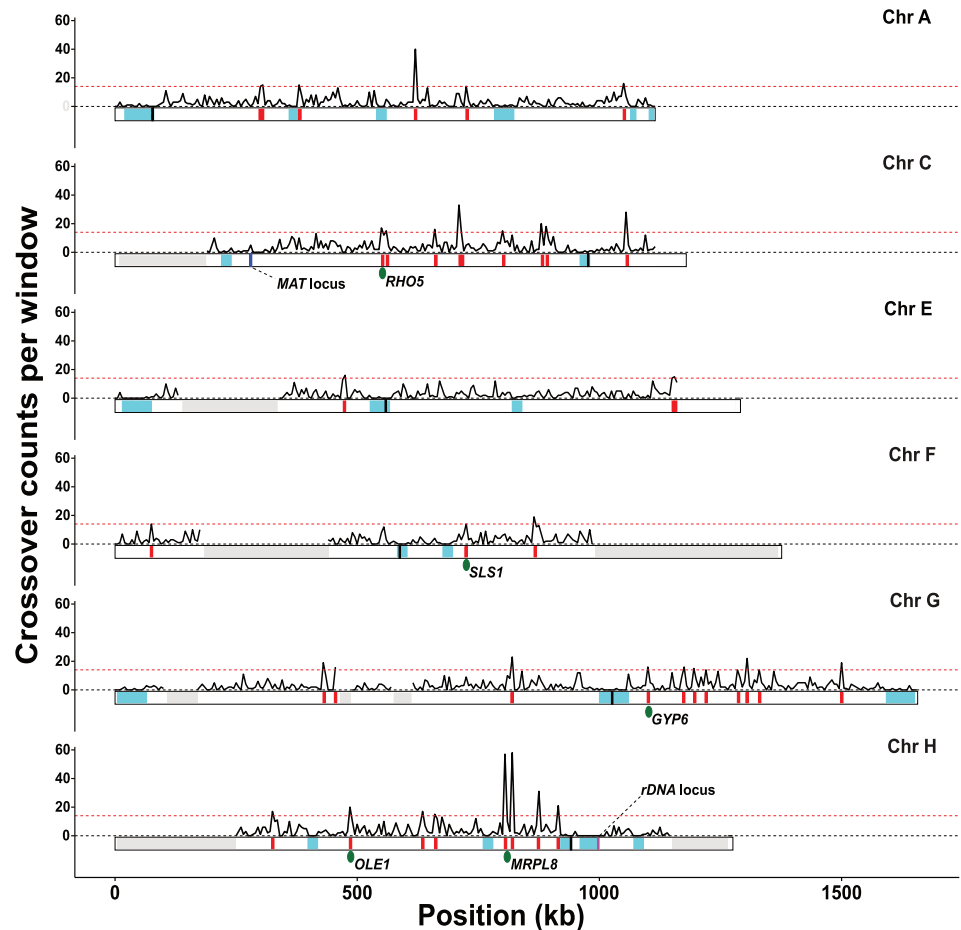 Crossover counts per window
Chr A
60
40
20
0
Chr C
60
40
20
0
MAT locus
RHO5
Chr E
60
40
20
0
Chr F
60
40
20
0
SLS1
Chr G
60
40
20
0
GYP6
Chr H
60
40
20
0
rDNA locus
OLE1
MRPL8
0 500 1000 1500
Position (kb)